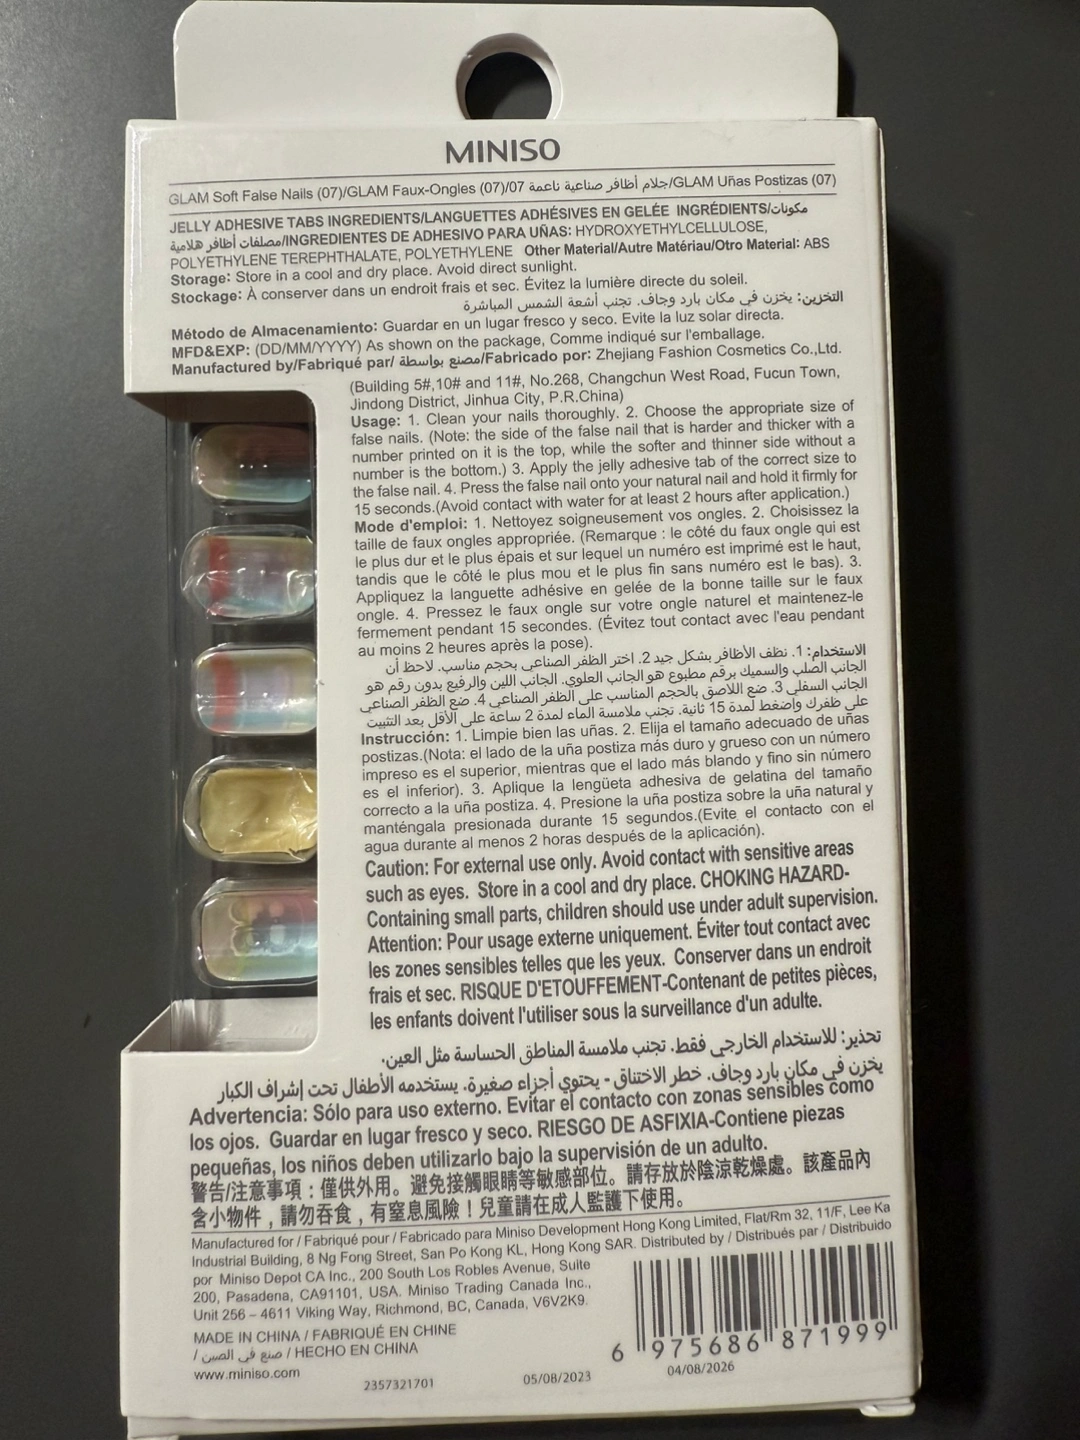 MINISO
GLAM Soft False Nails (07)/GLAM Faux-Ongles (07)/جلام أظافر صناعية ناعمة 07/GLAM Uñas Postizas (07)
JELLY ADHESIVE TABS INGREDIENTS/LANGUETTES ADHÉSIVES EN GELÉE INGRÉDIENTS/مكونات
ملصقات أظافر هلامية/INGREDIENTES DE ADHESIVO PARA UÑAS: HYDROXYETHYLCELLULOSE,
POLYETHYLENE TEREPHTHALATE, POLYETHYLENE Other Material/Autre Matériau/Otro Material: ABS
Storage: Store in a cool and dry place. Avoid direct sunlight.
Stockage: À conserver dans un endroit frais et sec. Évitez la lumière directe du soleil.
التخزين: يخزن في مكان بارد وجاف. تجنب أشعة الشمس المباشرة
Método de Almacenamiento: Guardar en un lugar fresco y seco. Evite la luz solar directa.
MFD&EXP: (DD/MM/YYYY) As shown on the package, Comme indiqué sur l'emballage.
Manufactured by/Fabriqué par/مصنع بواسطة/Fabricado por: Zhejiang Fashion Cosmetics Co.,Ltd.
(Building 5#,10# and 11#, No.268, Changchun West Road, Fucun Town,
Jindong District, Jinhua City, P.R.China)
Usage: 1. Clean your nails thoroughly. 2. Choose the appropriate size of
false nails. (Note: the side of the false nail that is harder and thicker with a
number printed on it is the top, while the softer and thinner side without a
number is the bottom.) 3. Apply the jelly adhesive tab of the correct size to
the false nail. 4. Press the false nail onto your natural nail and hold it firmly for
15 seconds.(Avoid contact with water for at least 2 hours after application.)
Mode d'emploi: 1. Nettoyez soigneusement vos ongles. 2. Choisissez la
taille de faux ongles appropriée. (Remarque : le côté du faux ongle qui est
le plus dur et le plus épais et sur lequel un numéro est imprimé est le haut,
tandis que le côté le plus mou et le plus fin sans numéro est le bas). 3.
Appliquez la languette adhésive en gelée de la bonne taille sur le faux
ongle. 4. Pressez le faux ongle sur votre ongle naturel et maintenez-le
fermement pendant 15 secondes. (Évitez tout contact avec l'eau pendant
au moins 2 heures après la pose).
الاستخدام: 1. نظف الأظافر بشكل جيد 2. اختر الظفر الصناعي بحجم مناسب. لاحظ أن
الجانب الصلب والسميك برقم مطبوع هو الجانب العلوي. الجانب اللين والرفيع بدون رقم هو
الجانب السفلي 3. ضع اللاصق بالحجم المناسب على الظفر الصناعي 4. ضع الظفر الصناعي
على ظفرك واضغط لمدة 15 ثانية. تجنب ملامسة الماء لمدة 2 ساعة على الأقل بعد التثبيت
Instrucción: 1. Limpie bien las uñas. 2. Elija el tamaño adecuado de uñas
postizas.(Nota: el lado de la uña postiza más duro y grueso con un número
impreso es el superior, mientras que el lado más blando y fino sin número
es el inferior). 3. Aplique la lengüeta adhesiva de gelatina del tamaño
correcto a la uña postiza. 4. Presione la uña postiza sobre la uña natural y
manténgala presionada durante 15 segundos.(Evite el contacto con el
agua durante al menos 2 horas después de la aplicación).
Caution: For external use only. Avoid contact with sensitive areas
such as eyes. Store in a cool and dry place. CHOKING HAZARD-
Containing small parts, children should use under adult supervision.
Attention: Pour usage externe uniquement. Éviter tout contact avec
les zones sensibles telles que les yeux. Conserver dans un endroit
frais et sec. RISQUE D'ETOUFFEMENT-Contenant de petites pièces,
les enfants doivent l'utiliser sous la surveillance d'un adulte.
تحذير: للاستخدام الخارجي فقط. تجنب ملامسة المناطق الحساسة مثل العين.
يخزن في مكان بارد وجاف. خطر الاختناق - يحتوي أجزاء صغيرة. يستخدمه الأطفال تحت إشراف الكبار
Advertencia: Sólo para uso externo. Evitar el contacto con zonas sensibles como
los ojos. Guardar en lugar fresco y seco. RIESGO DE ASFIXIA-Contiene piezas
pequeñas, los niños deben utilizarlo bajo la supervisión de un adulto.
警告/注意事項：僅供外用。避免接觸眼睛等敏感部位。請存放於陰涼乾燥處。該產品內
含小物件，請勿吞食，有窒息風險！兒童請在成人監護下使用。
Manufactured for / Fabriqué pour / Fabricado para Miniso Development Hong Kong Limited, Flat/Rm 32, 11/F, Lee Ka
Industrial Building, 8 Ng Fong Street, San Po Kong KL, Hong Kong SAR. Distributed by / Distribués par / Distribuido
por Miniso Depot CA Inc., 200 South Los Robles Avenue, Suite
200, Pasadena, CA91101, USA. Miniso Trading Canada Inc.,
Unit 256 – 4611 Viking Way, Richmond, BC, Canada, V6V2K9.
MADE IN CHINA / FABRIQUÉ EN CHINE
/ صنع في الصين / HECHO EN CHINA
www.miniso.com
6 975686 871999
2357321701
05/08/2023
04/08/2026